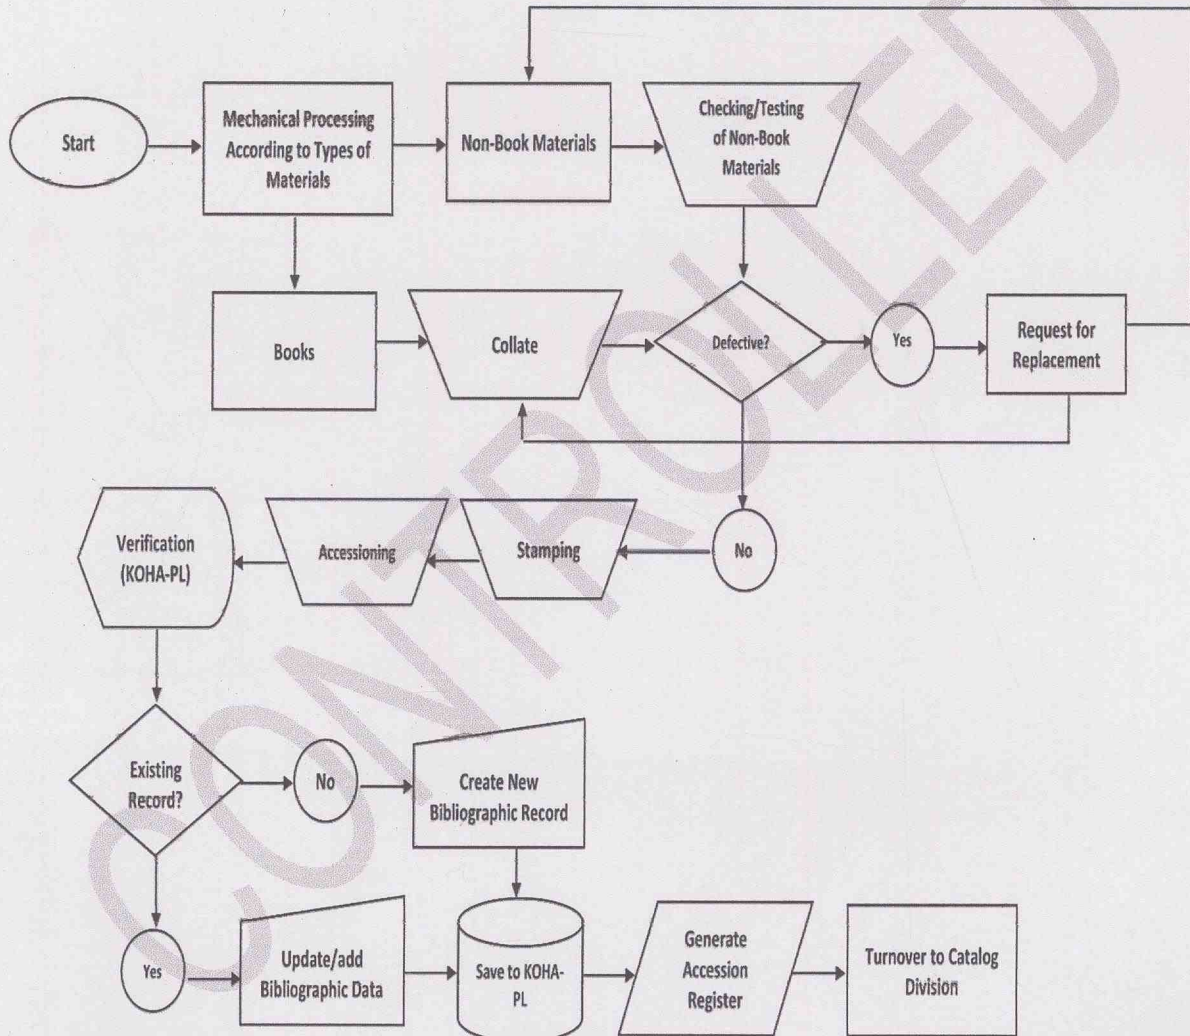 Start
Mechanical Processing
According to Types of
Materials
Non-Book Materials
Checking/Testing
of Non-Book
Materials
Books
Collate
Defective?
Yes
Request for
Replacement
No
Stamping
Accessioning
Verification
(KOHA-PL)
Existing
Record?
No
Create New
Bibliographic Record
Yes
Update/add
Bibliographic Data
Save to KOHA-
PL
Generate
Accession
Register
Turnover to Catalog
Division
CONTROLLED